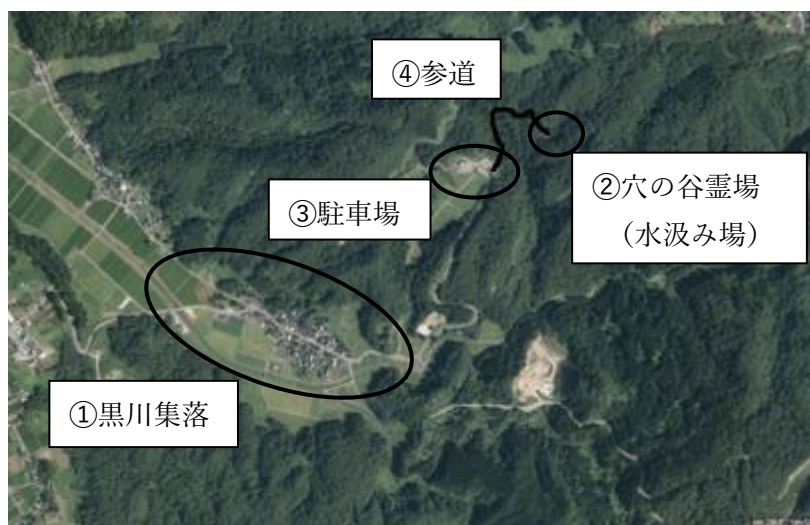 ④参道
②穴の谷霊場
（水汲み場）
③駐車場
①黒川集落